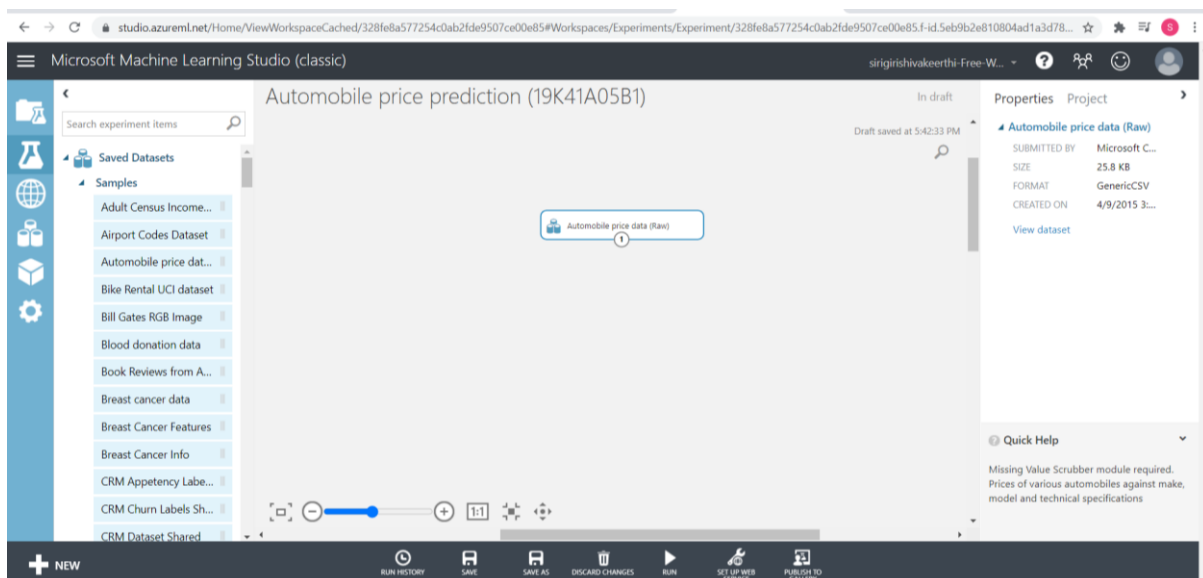 studio.azureml.net/Home/ViewWorkspaceCached/328fe8a577254c0ab2fde9507ce00e85#Workspaces/Experiments/Experiment/328fe8a577254c0ab2fde9507ce00e85.f-id.5eb9b2e810804ad1a3d78...
S
Microsoft Machine Learning Studio (classic)
sirigirishivakeerthi-Free-W...
?
Search experiment items
Saved Datasets
Samples
Adult Census Income...
Airport Codes Dataset
Automobile price dat...
Bike Rental UCI dataset
Bill Gates RGB Image
Blood donation data
Book Reviews from A...
Breast cancer data
Breast Cancer Features
Breast Cancer Info
CRM Appetency Labe...
CRM Churn Labels Sh...
CRM Dataset Shared
Automobile price prediction (19K41A05B1)
In draft
Draft saved at 5:42:33 PM
Automobile price data (Raw)
1
1:1
Properties Project
Automobile price data (Raw)
SUBMITTED BY Microsoft C...
SIZE 25.8 KB
FORMAT GenericCSV
CREATED ON 4/9/2015 3:...
View dataset
Quick Help
Missing Value Scrubber module required.
Prices of various automobiles against make,
model and technical specifications
NEW
RUN HISTORY
SAVE
SAVE AS
DISCARD CHANGES
RUN
SET UP WEB
PUBLISH TO